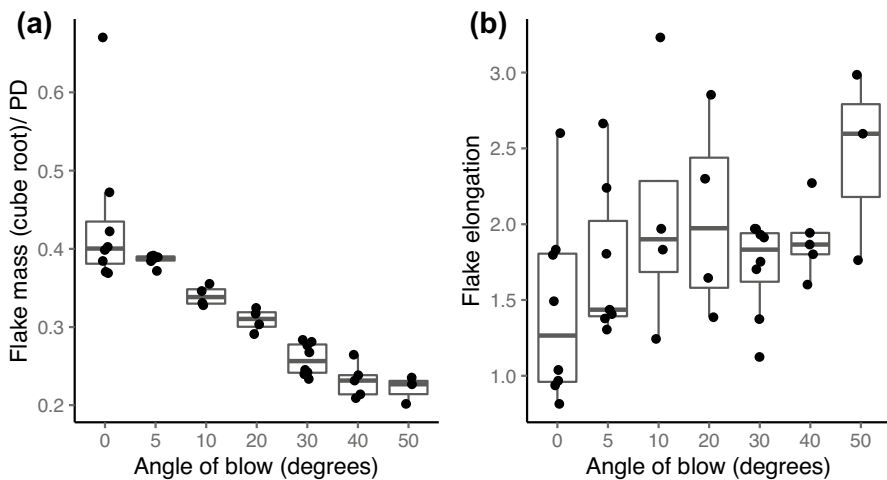 (a)
Flake mass (cube root)/ PD
0.6
0.5
0.4
0.3
0.2
0 5 10 20 30 40 50
Angle of blow (degrees)
(b)
Flake elongation
3.0
2.5
2.0
1.5
1.0
0 5 10 20 30 40 50
Angle of blow (degrees)